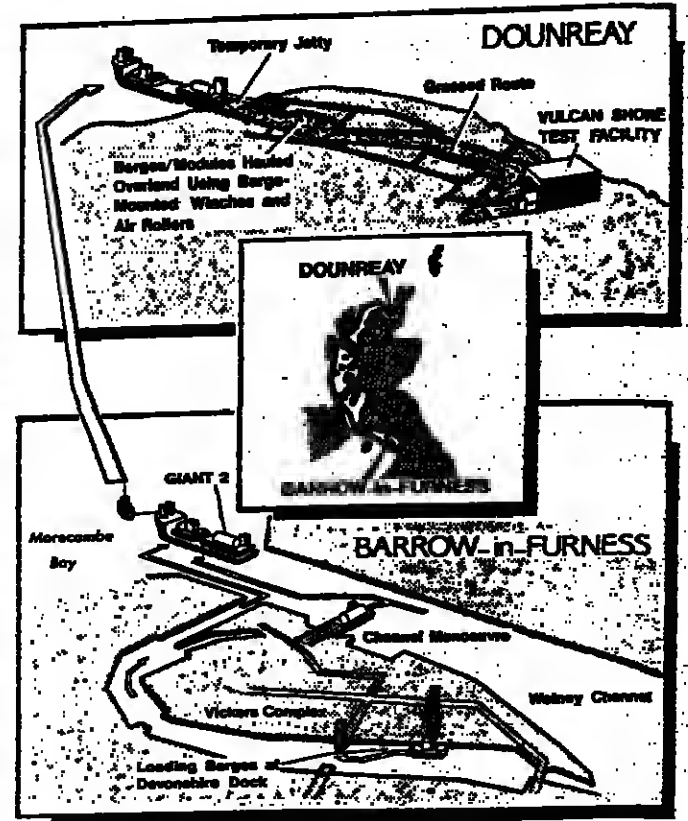 DOUNREAY
Temporary Jetty
Grassed Route
VULCAN SHORE
TEST FACILITY
Barges/Modules Hauled
Overland Using Barge-
Mounted Winches and
Air Rollers
DOUNREAY
BARROW-in-FURNESS
GIANT 2
Morecambe
Bay
BARROW-in-FURNESS
Channel Manoeuvre
Walney Channel
Vickers Complex
Loading Barges at
Devonshire Dock